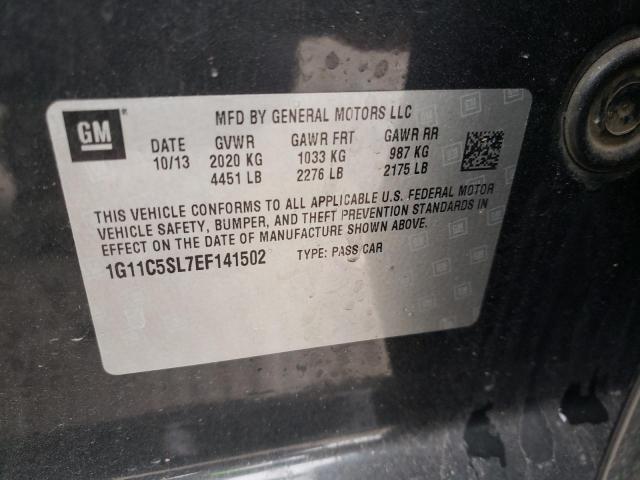 GM
MFD BY GENERAL MOTORS LLC
DATE GVWR GAWR FRT GAWR RR
10/13 2020 KG 1033 KG 987 KG
4451 LB 2276 LB 2175 LB
THIS VEHICLE CONFORMS TO ALL APPLICABLE U.S. FEDERAL MOTOR
VEHICLE SAFETY, BUMPER, AND THEFT PREVENTION STANDARDS IN
EFFECT ON THE DATE OF MANUFACTURE SHOWN ABOVE.
1G11C5SL7EF141502 TYPE: PASS CAR